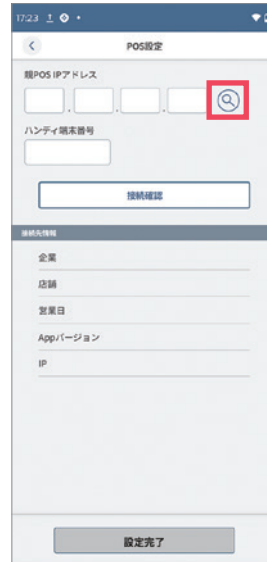 17:23
POS設定
親POS IPアドレス
. . .
ハンディ端末番号
接続確認
接続先情報
企業
店舗
営業日
Appバージョン
IP
設定完了